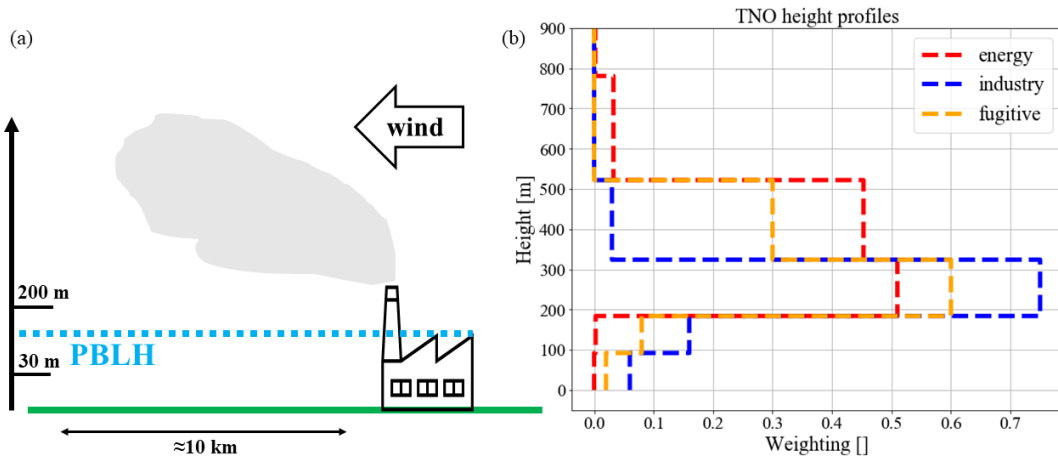 (a)
wind
200 m
PBLH
30 m
≈10 km
(b)
TNO height profiles
energy
industry
fugitive
Height [m]
900
800
700
600
500
400
300
200
100
0
0.0 0.1 0.2 0.3 0.4 0.5 0.6 0.7
Weighting []